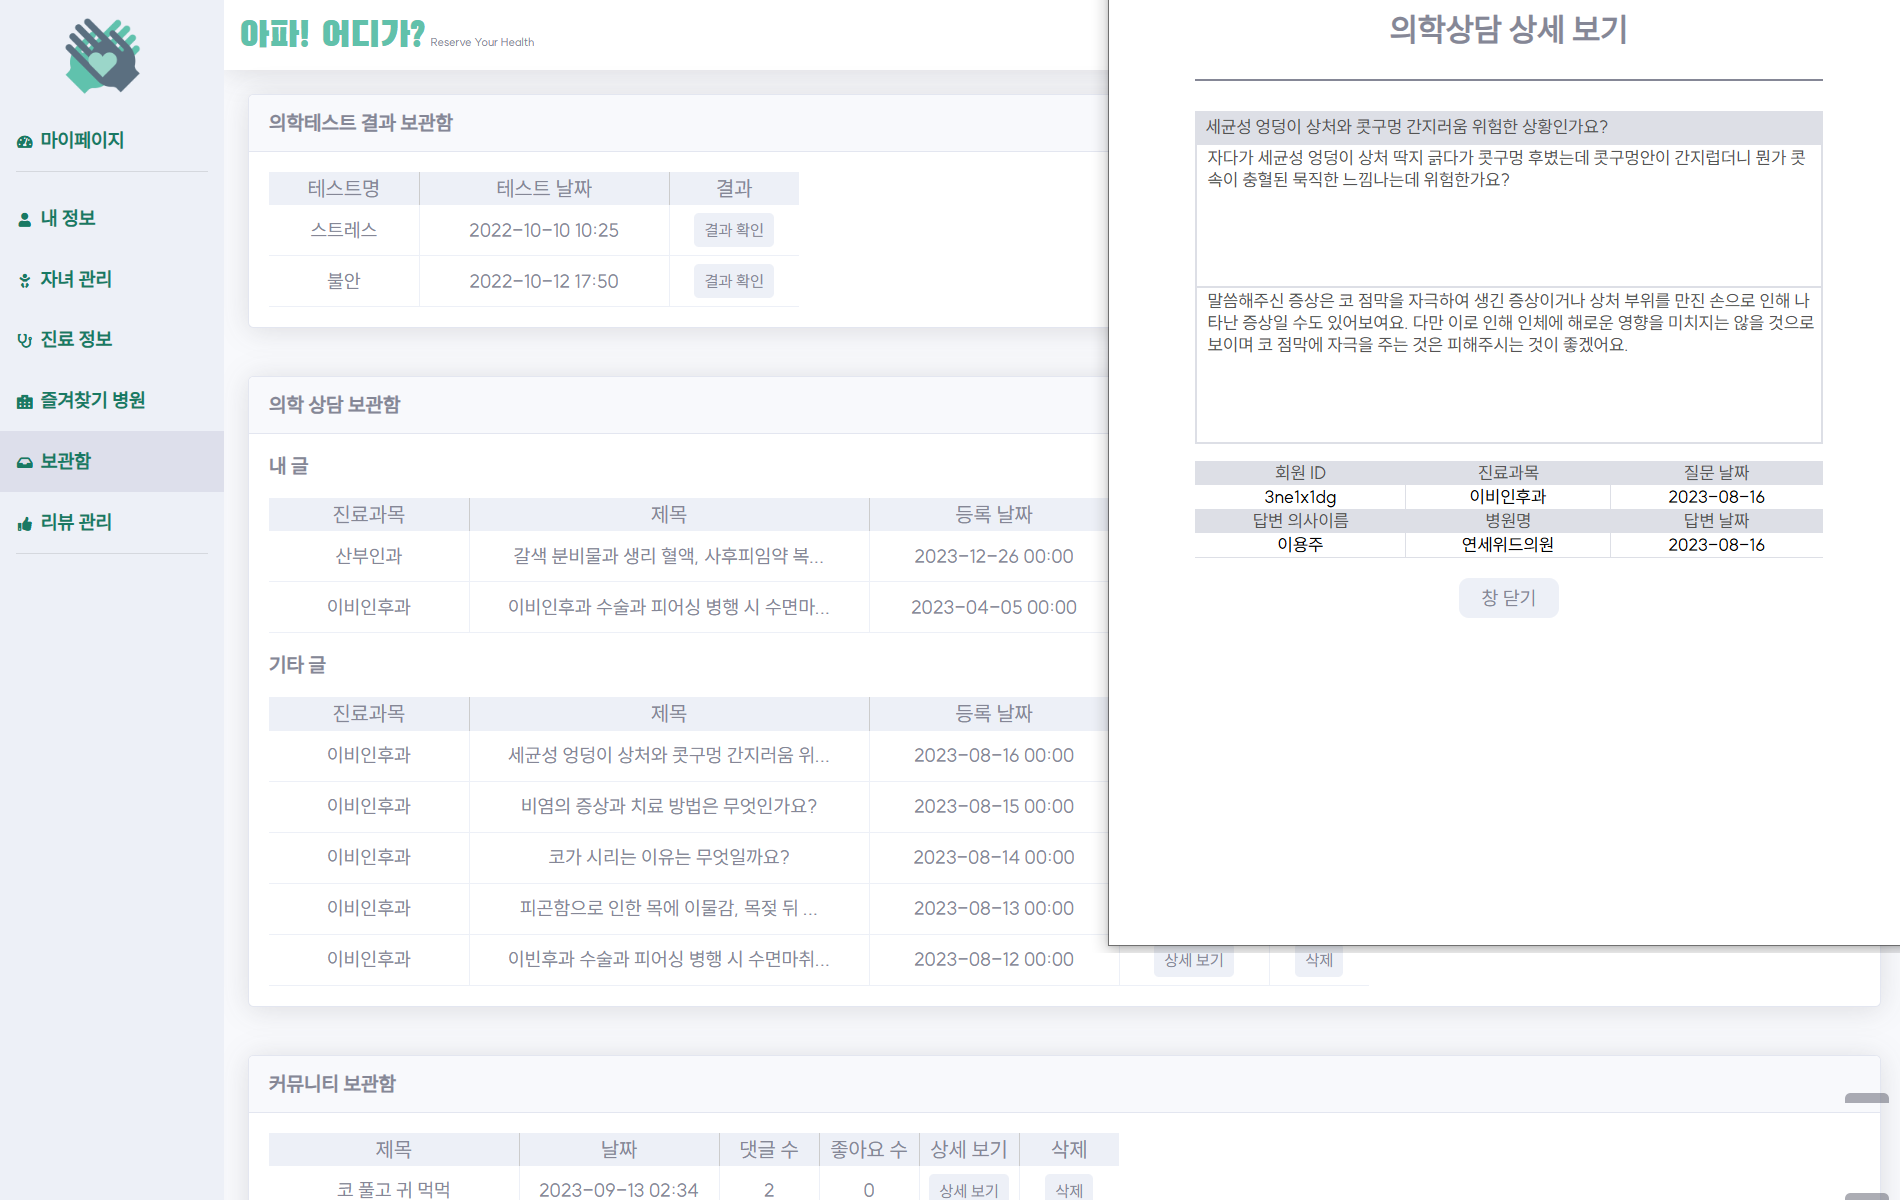 아파! 어디가? Reserve Your Health
마이페이지
내 정보
자녀 관리
진료 정보
즐겨찾기 병원
보관함
리뷰 관리
의학테스트 결과 보관함
테스트명 테스트 날짜 결과
스트레스 2022-10-10 10:25 결과 확인
불안 2022-10-12 17:50 결과 확인
의학 상담 보관함
내 글
진료과목 제목 등록 날짜
산부인과 갈색 분비물과 생리 혈액, 사후피임약 복... 2023-12-26 00:00
이비인후과 이비인후과 수술과 피어싱 병행 시 수면마... 2023-04-05 00:00
기타 글
진료과목 제목 등록 날짜
이비인후과 세균성 엉덩이 상처와 콧구멍 간지러움 위... 2023-08-16 00:00
이비인후과 비염의 증상과 치료 방법은 무엇인가요? 2023-08-15 00:00
이비인후과 코가 시리는 이유는 무엇일까요? 2023-08-14 00:00
이비인후과 피곤함으로 인한 목에 이물감, 목젖 뒤 ... 2023-08-13 00:00
이비인후과 이빈후과 수술과 피어싱 병행 시 수면마취... 2023-08-12 00:00 상세 보기 삭제
커뮤니티 보관함
제목 날짜 댓글 수 좋아요 수 상세 보기 삭제
코 풀고 귀 먹먹 2023-09-13 02:34 2 0 상세 보기 삭제
의학상담 상세 보기
세균성 엉덩이 상처와 콧구멍 간지러움 위험한 상황인가요?
자다가 세균성 엉덩이 상처 딱지 긁다가 콧구멍 후볐는데 콧구멍안이 간지럽더니 뭔가 콧
속이 충혈된 묵직한 느낌나는데 위험한가요?
말씀해주신 증상은 코 점막을 자극하여 생긴 증상이거나 상처 부위를 만진 손으로 인해 나
타난 증상일 수도 있어보여요. 다만 이로 인해 인체에 해로운 영향을 미치지는 않을 것으로
보이며 코 점막에 자극을 주는 것은 피해주시는 것이 좋겠어요.
회원 ID 진료과목 질문 날짜
3ne1x1dg 이비인후과 2023-08-16
답변 의사이름 병원명 답변 날짜
이용주 연세위드의원 2023-08-16
창 닫기